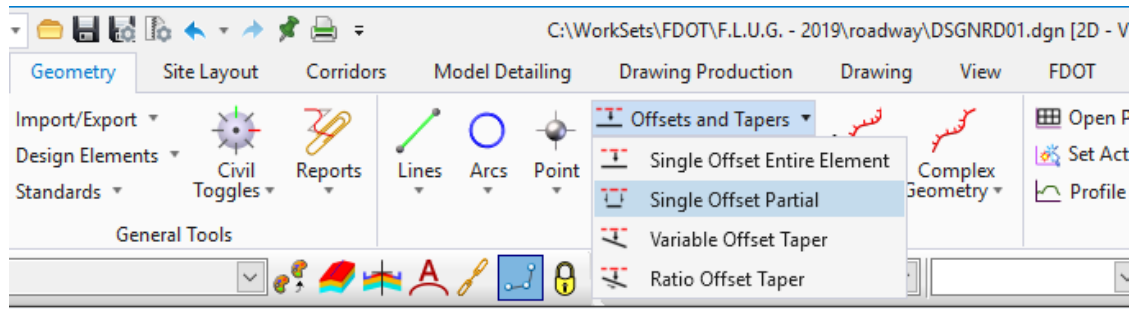 C:\WorkSets\FDOT\F.L.U.G. - 2019\roadway\DSGNRD01.dgn [2D - V
Geometry Site Layout Corridors Model Detailing Drawing Production Drawing View FDOT
Import/Export
Design Elements
Standards
Civil Toggles
Reports
Lines
Arcs
Point
Offsets and Tapers
Single Offset Entire Element
Single Offset Partial
Variable Offset Taper
Ratio Offset Taper
Complex
Geometry
Open P
Set Act
Profile
General Tools